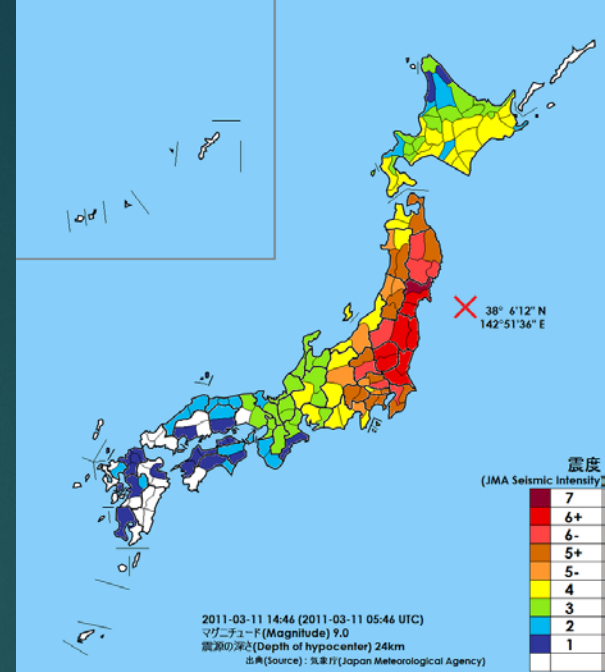 38° 6'12" N
142°51'36" E
震度
(JMA Seismic Intensity)
7
6+
6-
5+
5-
4
3
2
1
2011-03-11 14:46 (2011-03-11 05:46 UTC)
マグニチュード(Magnitude) 9.0
震源の深さ(Depth of hypocenter) 24km
出典(Source) : 気象庁(Japan Meteorological Agency)